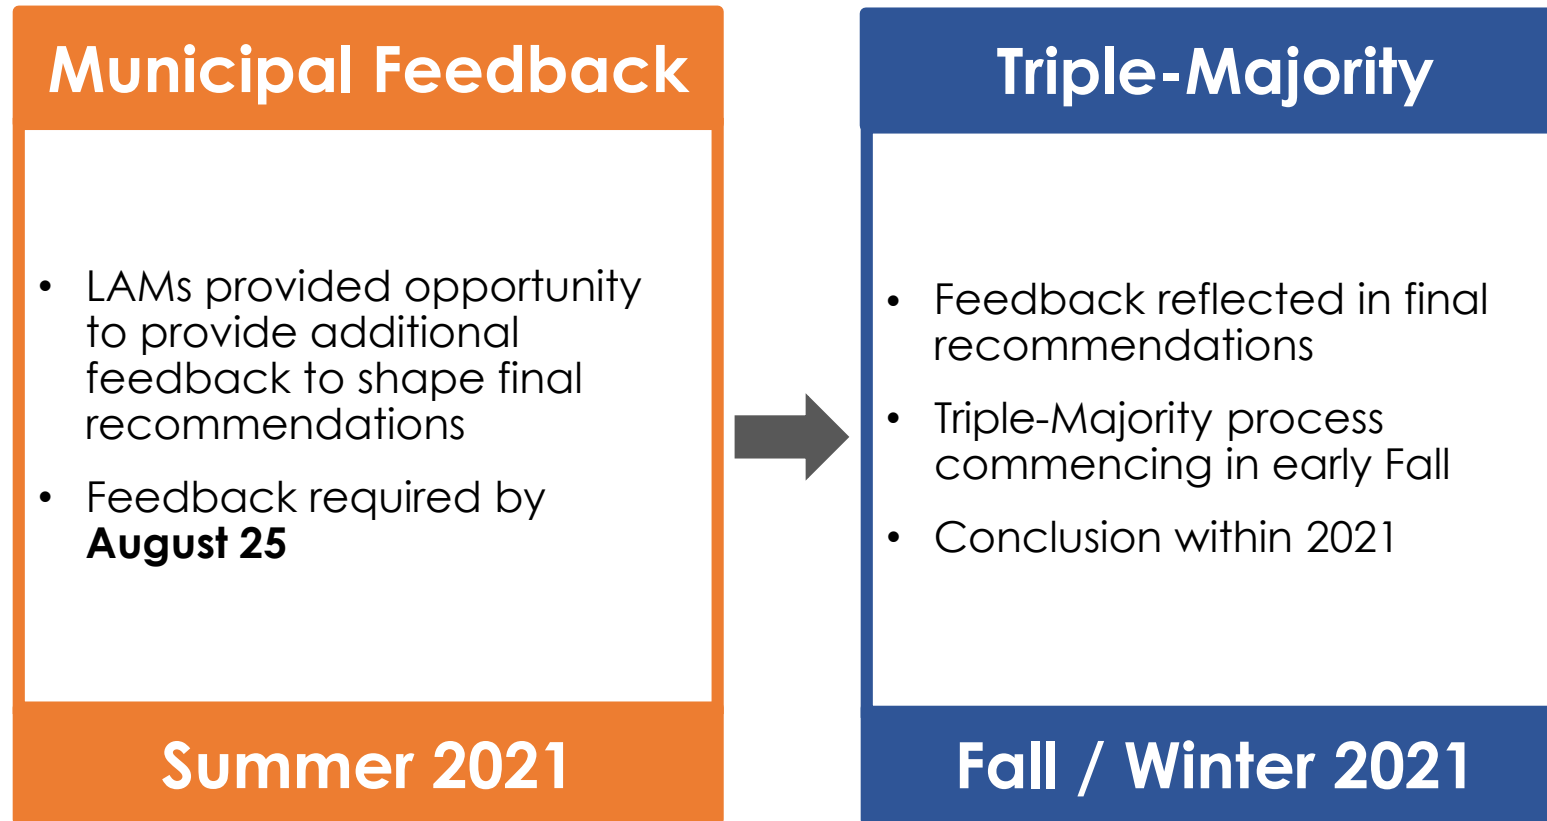 Municipal Feedback
• LAMs provided opportunity
to provide additional
feedback to shape final
recommendations
• Feedback required by
August 25
Summer 2021
Triple-Majority
• Feedback reflected in final
recommendations
• Triple-Majority process
commencing in early Fall
• Conclusion within 2021
Fall / Winter 2021